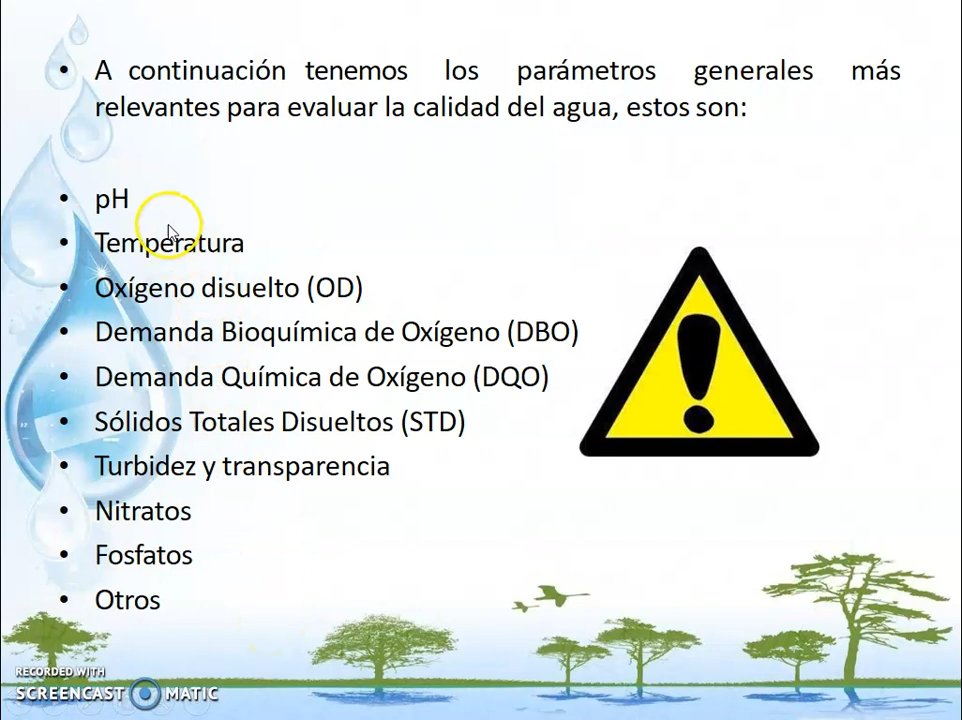 • A continuación tenemos los parámetros generales más
relevantes para evaluar la calidad del agua, estos son:
• pH
• Temperatura
• Oxígeno disuelto (OD)
• Demanda Bioquímica de Oxígeno (DBO)
• Demanda Química de Oxígeno (DQO)
• Sólidos Totales Disueltos (STD)
• Turbidez y transparencia
• Nitratos
• Fosfatos
• Otros
RECORDED WITH
SCREENCAST MATIC